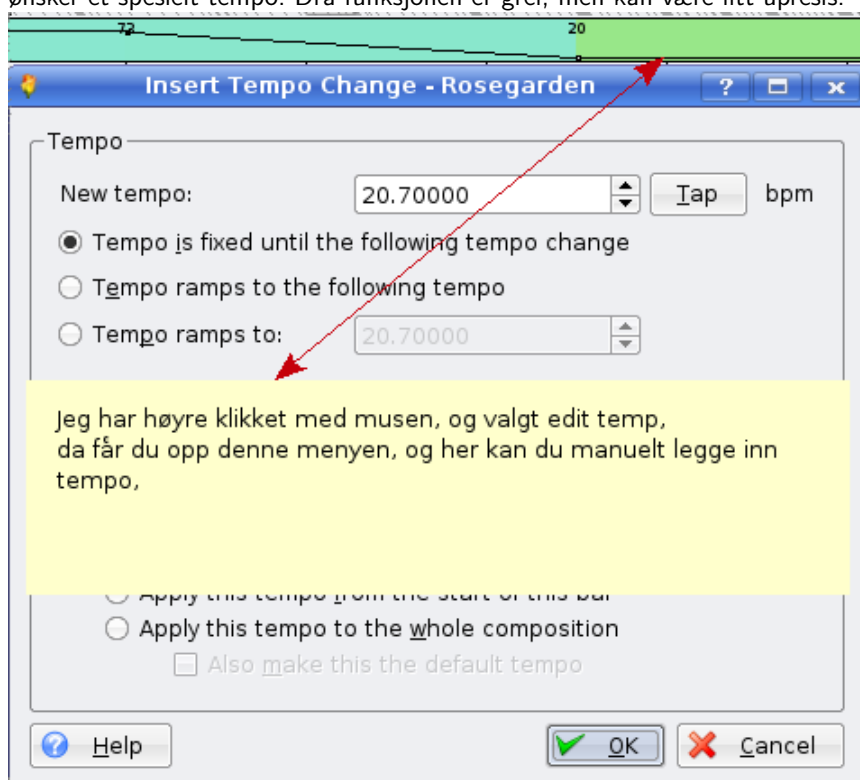 ønsker et spesielt tempo. Dra funksjonen er grei, men kan være litt upresis.
72 20
Insert Tempo Change - Rosegarden ?
Tempo
New tempo: 20.70000 Tap bpm
Tempo is fixed until the following tempo change
Tempo ramps to the following tempo
Tempo ramps to: 20.70000
Jeg har høyre klikket med musen, og valgt edit temp,
da får du opp denne menyen, og her kan du manuelt legge inn
tempo,
Apply this tempo from the start of this bar
Apply this tempo to the whole composition
Also make this the default tempo
Help OK Cancel